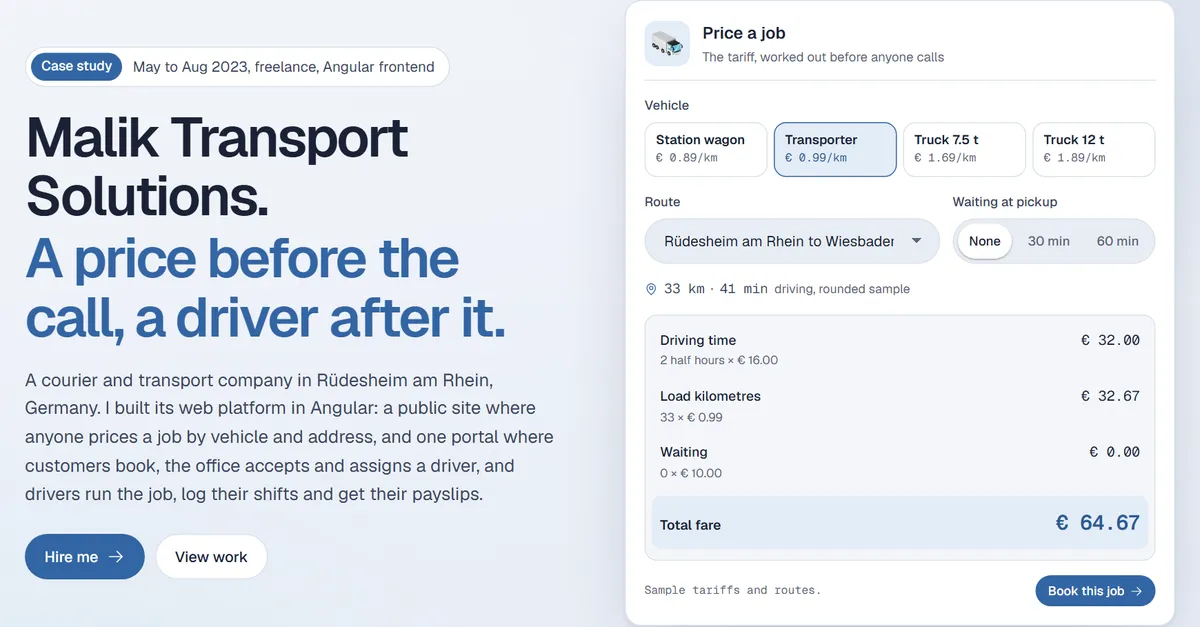 Case study May to Aug 2023, freelance, Angular frontend
Malik Transport
Solutions.
A price before the
call, a driver after it.
A courier and transport company in Rüdesheim am Rhein,
Germany. I built its web platform in Angular: a public site where
anyone prices a job by vehicle and address, and one portal where
customers book, the office accepts and assigns a driver, and
drivers run the job, log their shifts and get their payslips.
Hire me → View work
Price a job
The tariff, worked out before anyone calls
Vehicle
Station wagon
€ 0.89/km
Transporter
€ 0.99/km
Truck 7.5 t
€ 1.69/km
Truck 12 t
€ 1.89/km
Route
Rüdesheim am Rhein to Wiesbaden
Waiting at pickup
None 30 min 60 min
33 km · 41 min driving, rounded sample
Driving time € 32.00
2 half hours × € 16.00
Load kilometres € 32.67
33 × € 0.99
Waiting € 0.00
0 × € 10.00
Total fare € 64.67
Sample tariffs and routes.
Book this job →